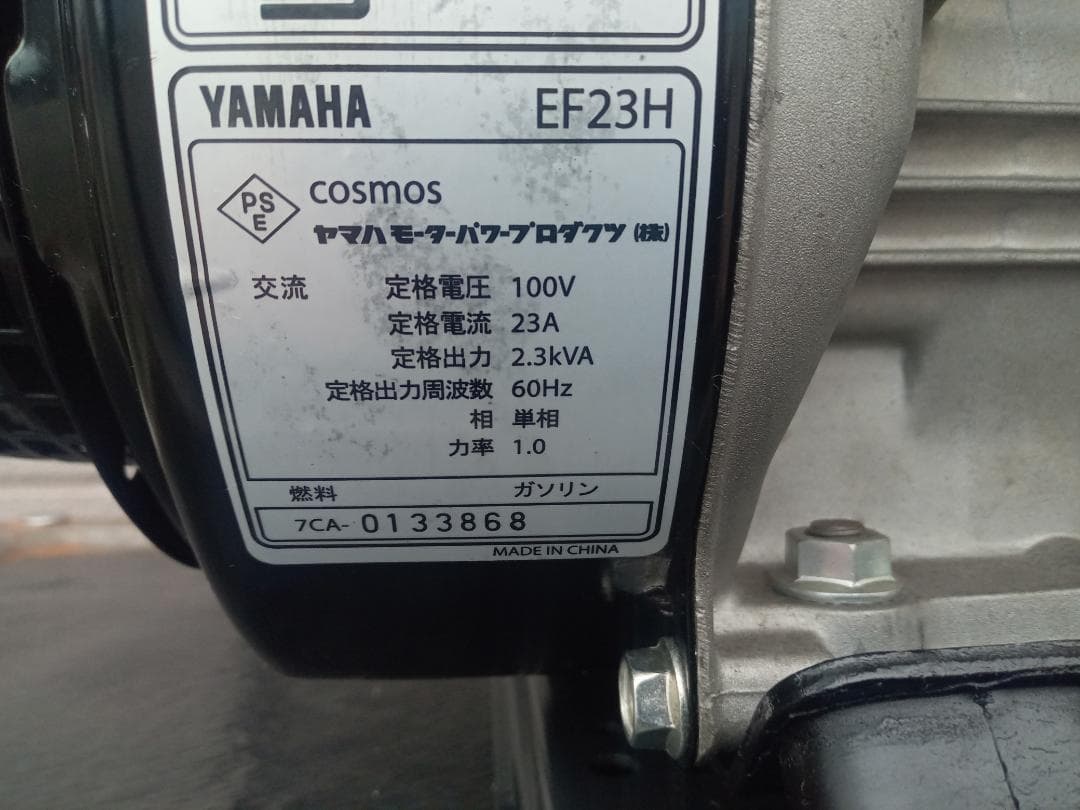 YAMAHA EF23H
PS E cosmos
ヤマハモーターパワープロダクツ(株)
交流 定格電圧 100V
定格電流 23A
定格出力 2.3kVA
定格出力周波数 60Hz
相 単相
力率 1.0
燃料 ガソリン
7CA-0133868
MADE IN CHINA